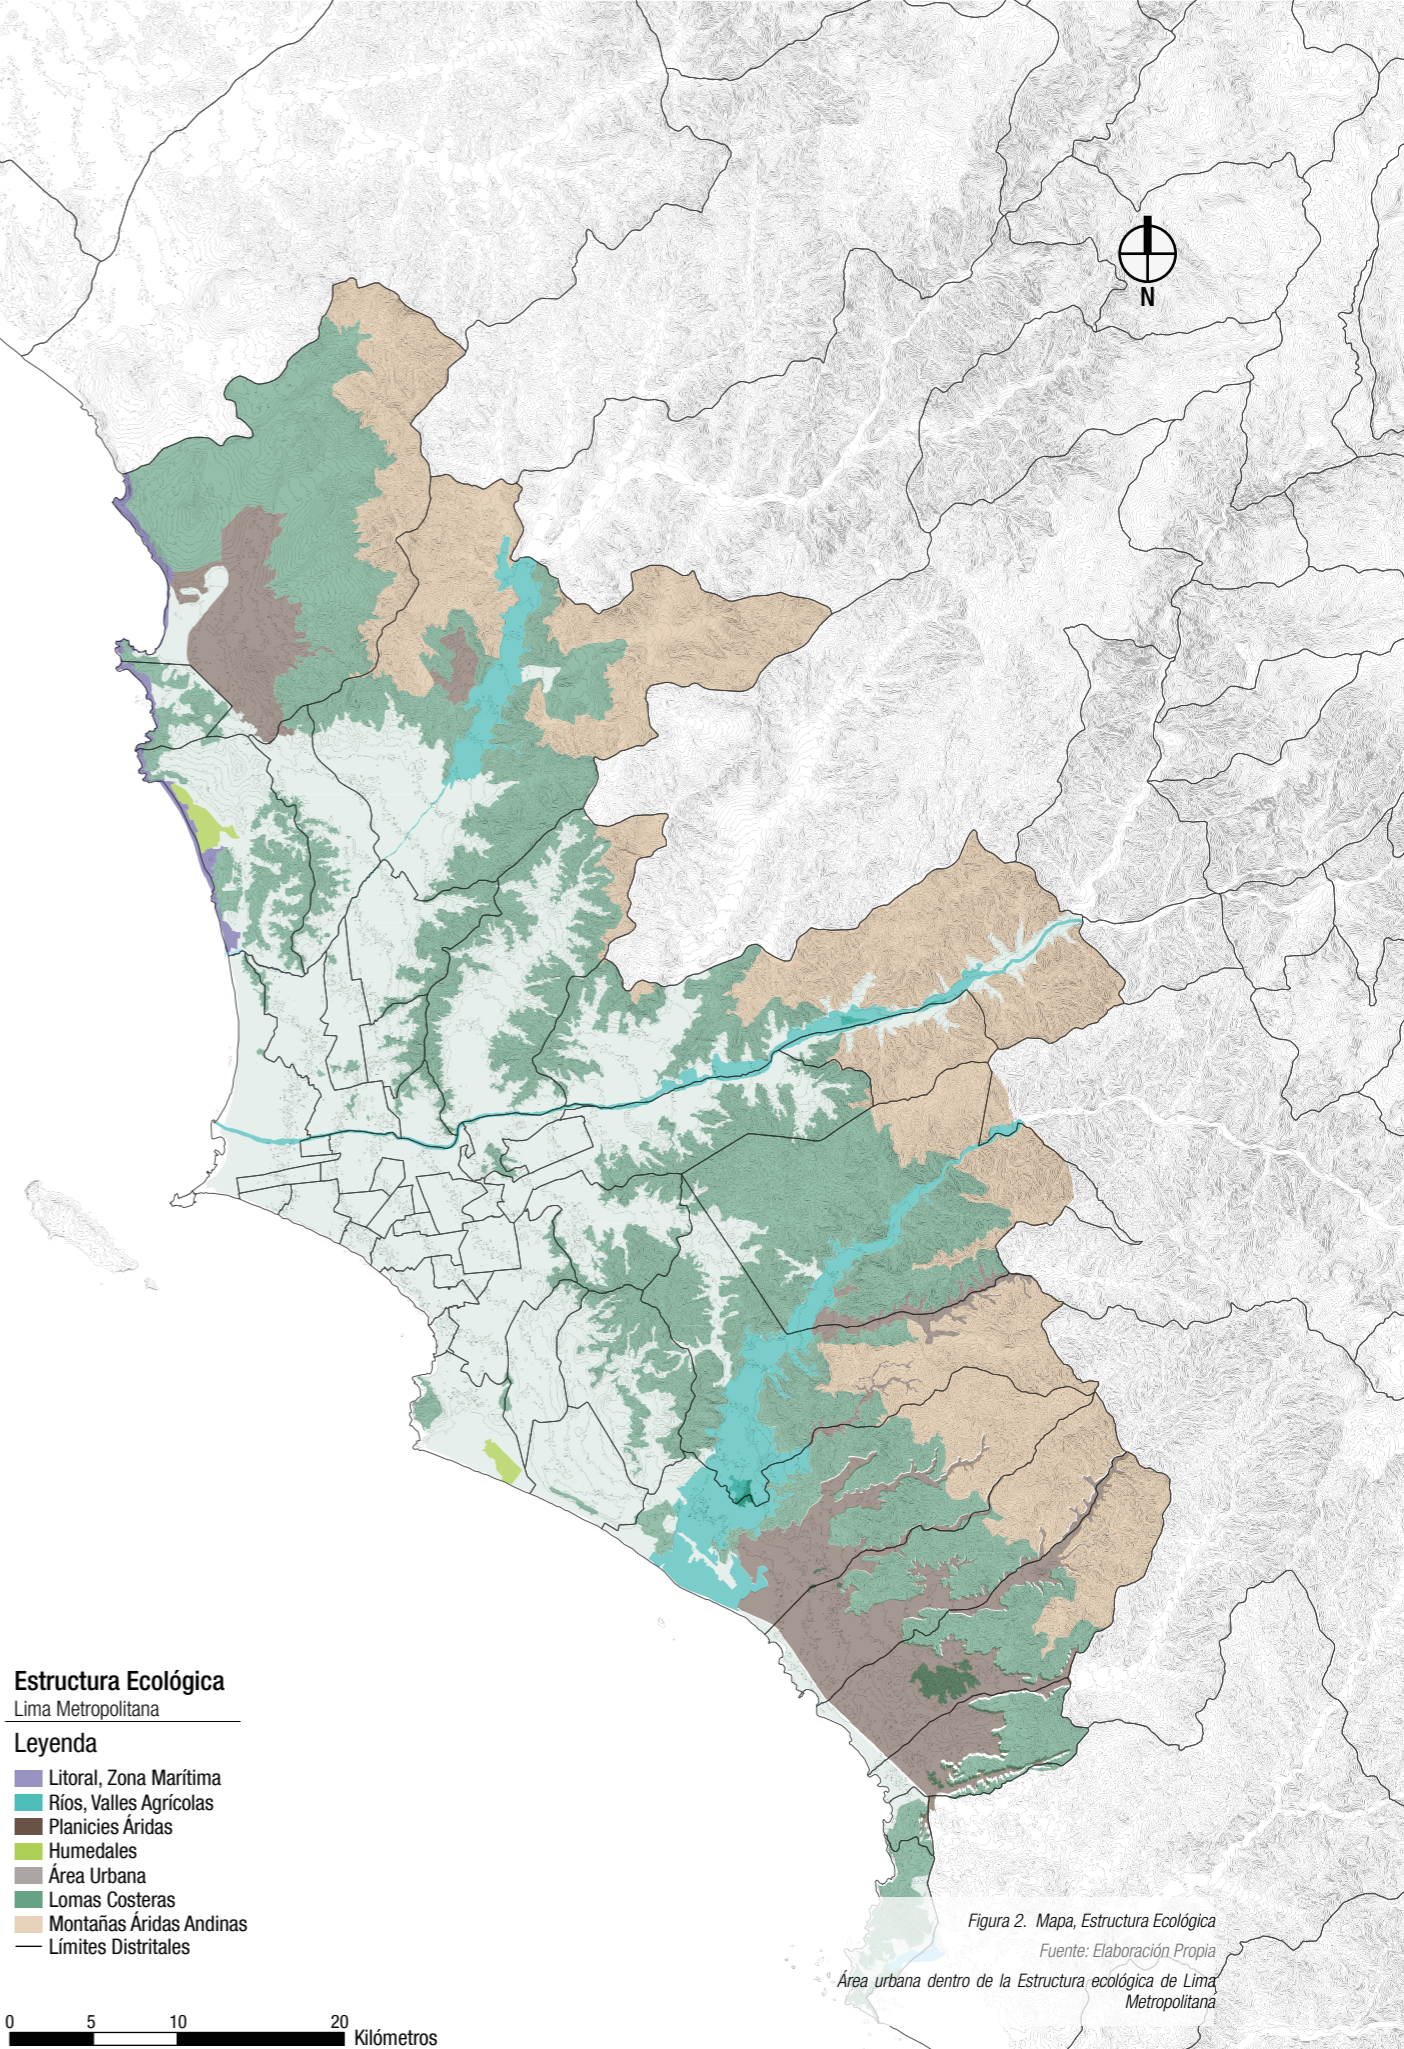 N
Estructura Ecológica
Lima Metropolitana
Leyenda
Litoral, Zona Marítima
Ríos, Valles Agrícolas
Planicies Áridas
Humedales
Área Urbana
Lomas Costeras
Montañas Áridas Andinas
Límites Distritales
0 5 10 20
Kilómetros
Figura 2. Mapa, Estructura Ecológica
Fuente: Elaboración Propia
Área urbana dentro de la Estructura ecológica de Lima
Metropolitana